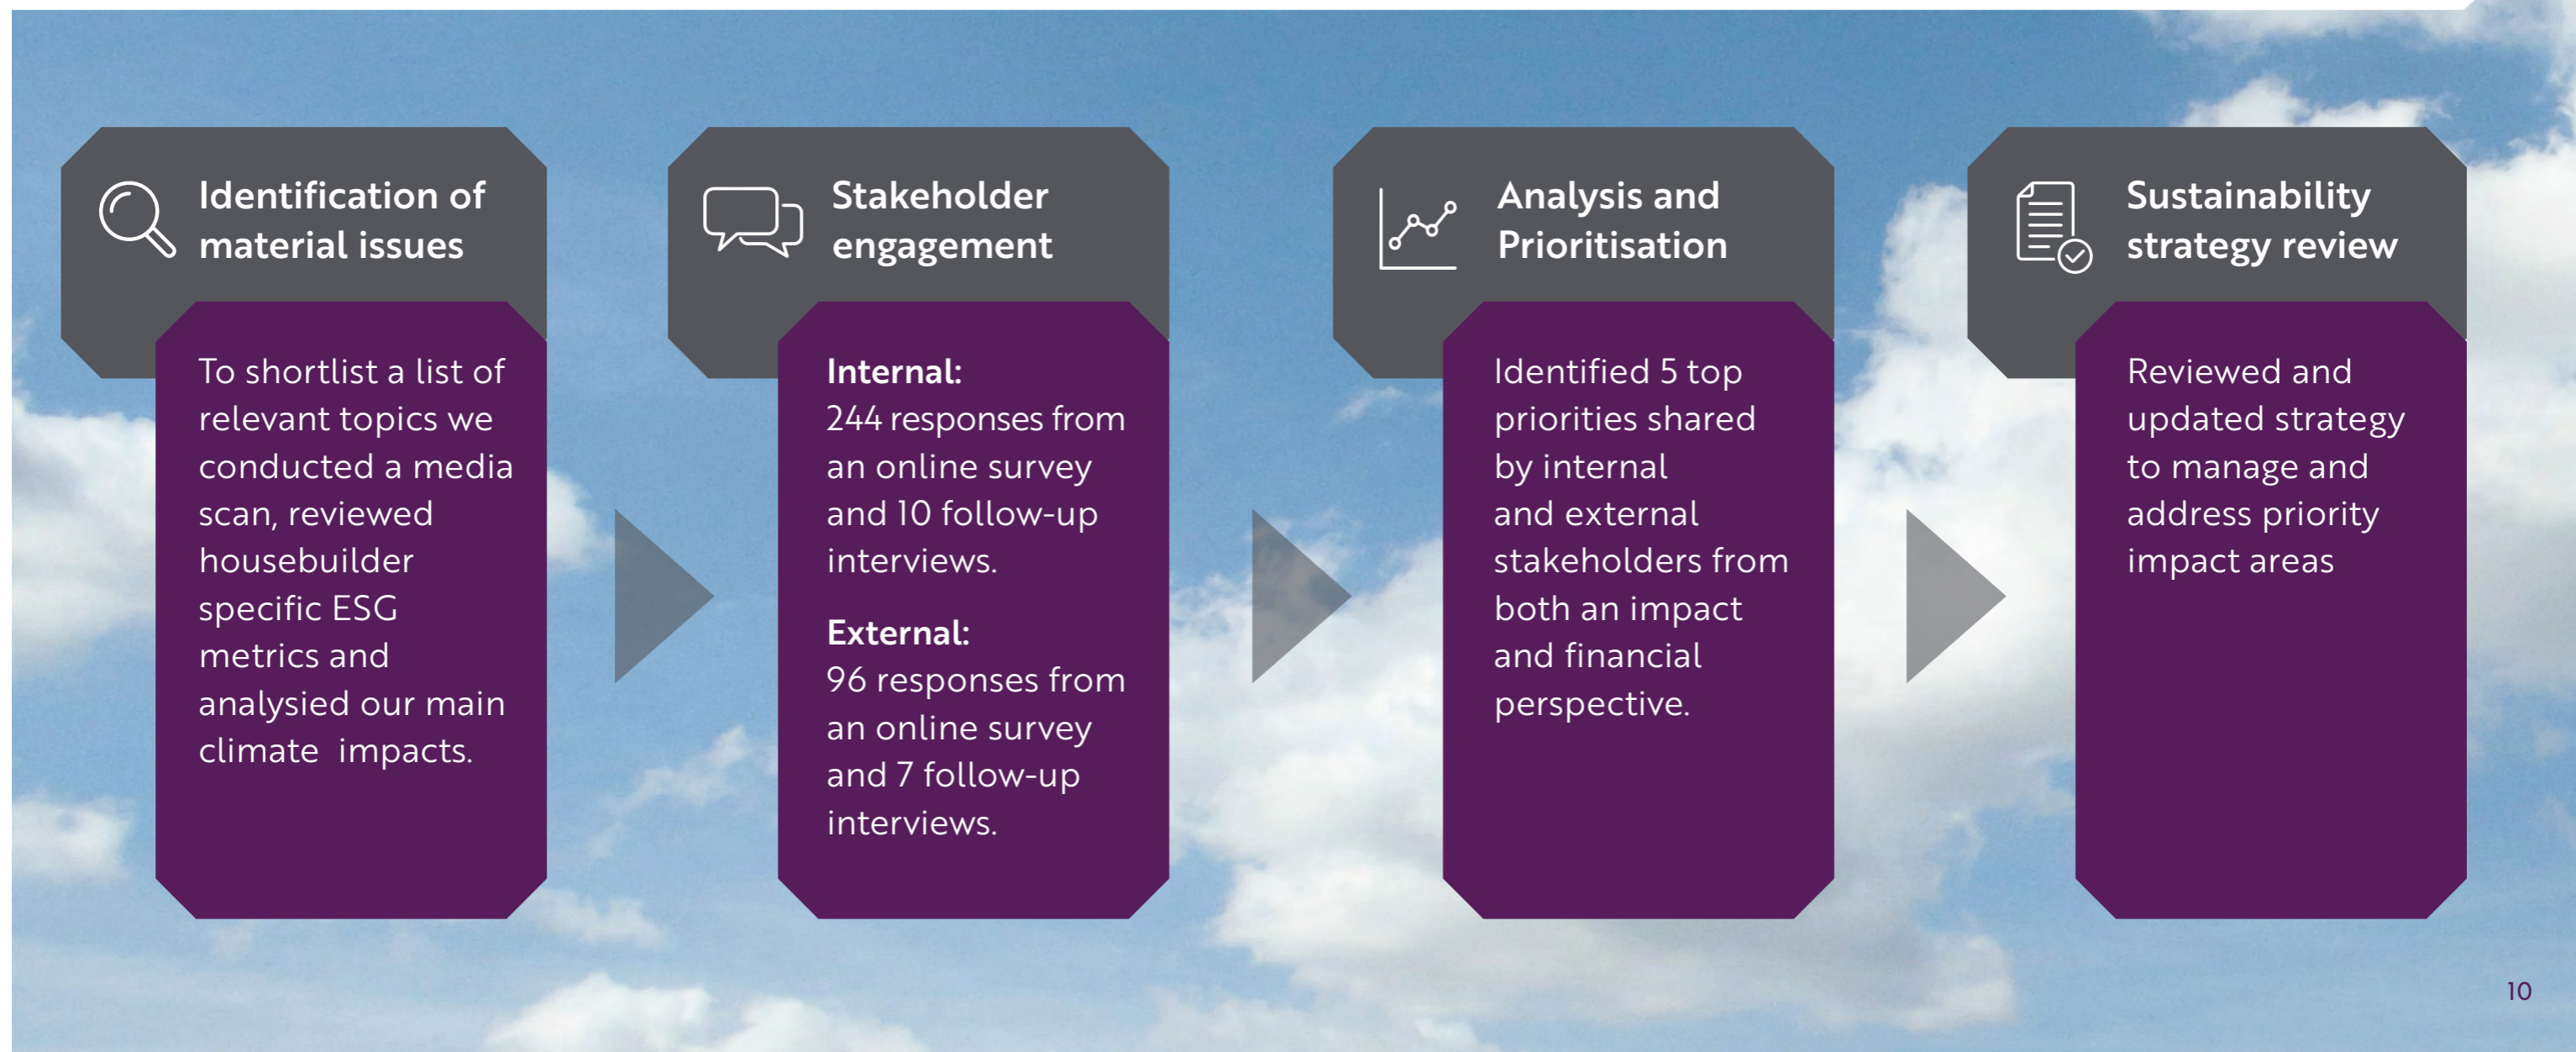 Identification of
material issues
To shortlist a list of
relevant topics we
conducted a media
scan, reviewed
housebuilder
specific ESG
metrics and
analysied our main
climate  impacts.
Stakeholder
engagement
Internal:
244 responses from
an online survey
and 10 follow-up
interviews.
External:
96 responses from
an online survey
and 7 follow-up
interviews.
Analysis and
Prioritisation
Identified 5 top
priorities shared
by internal
and external
stakeholders from
both an impact
and financial
perspective.
Sustainability
strategy review
Reviewed and
updated strategy
to manage and
address priority
impact areas
10